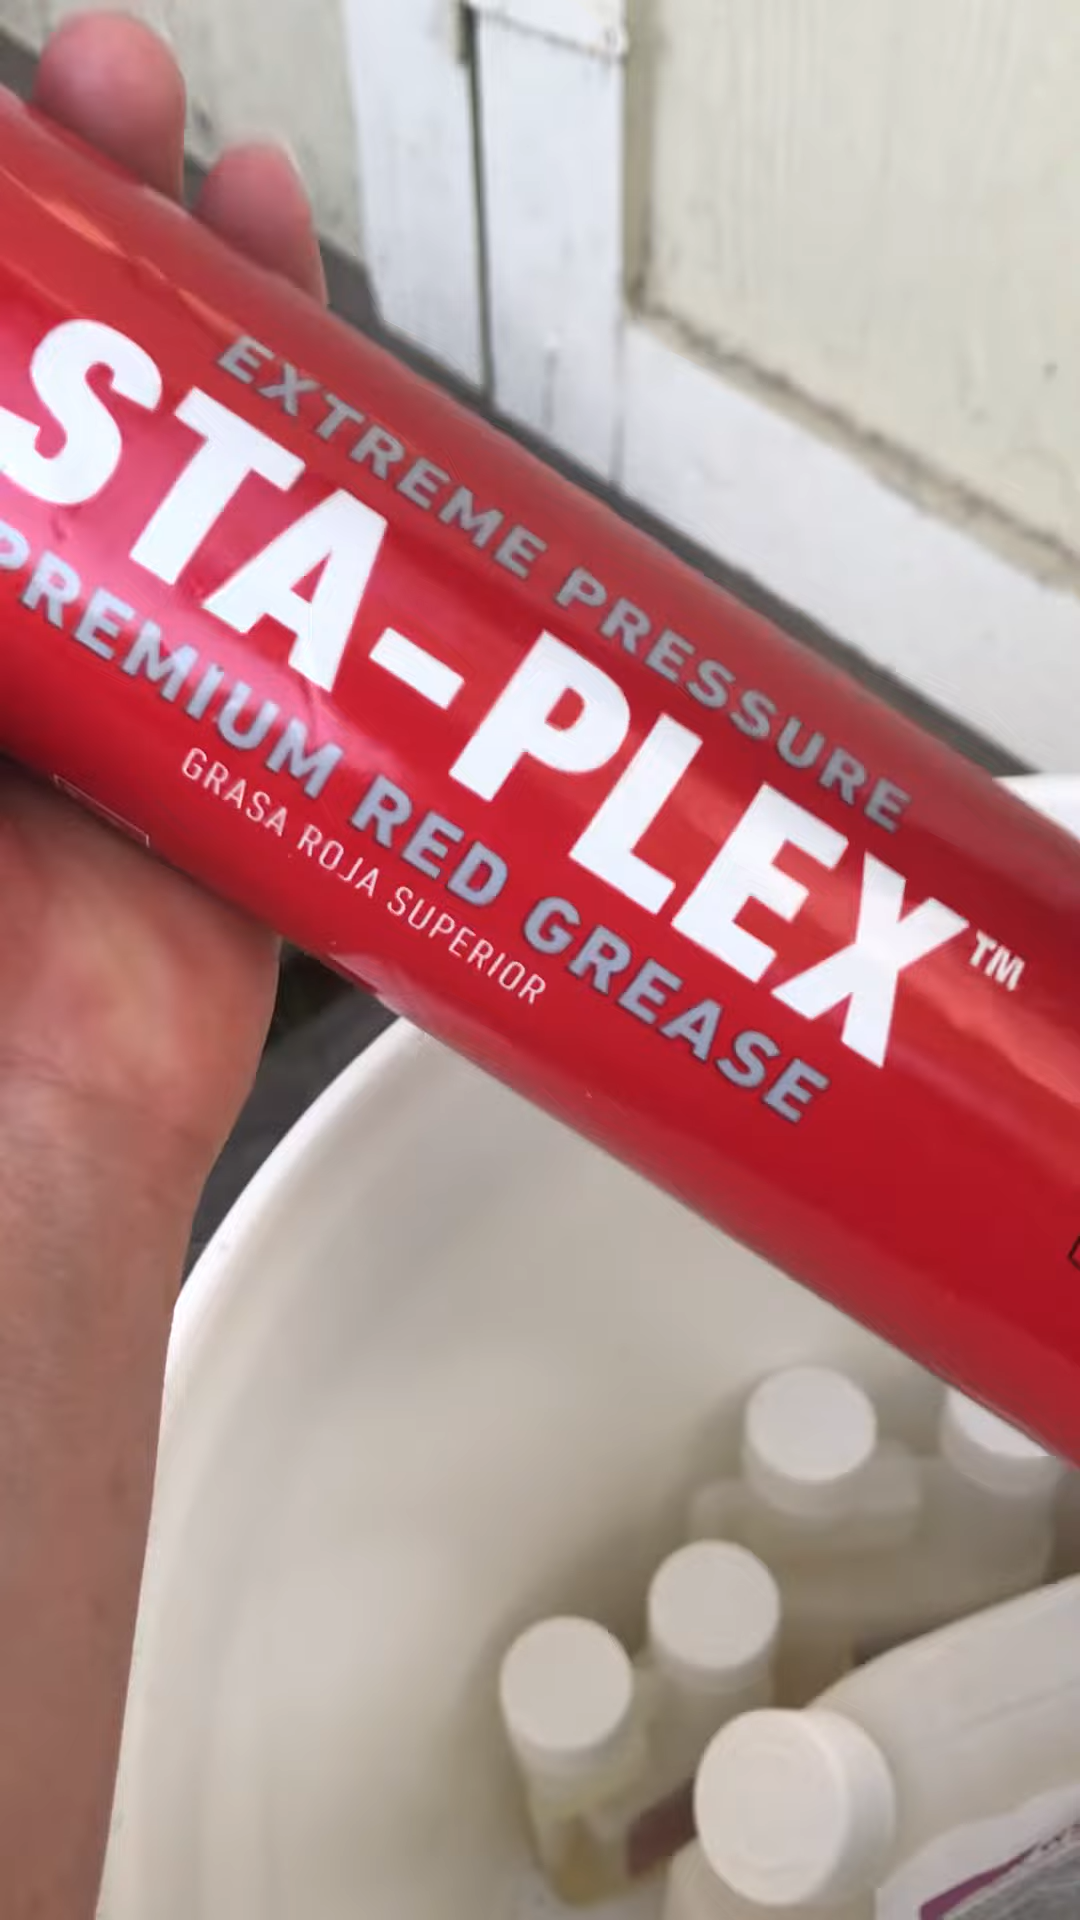 EXTREME PRESSURE
STA-PLEX™
PREMIUM RED GREASE
GRASA ROJA SUPERIOR